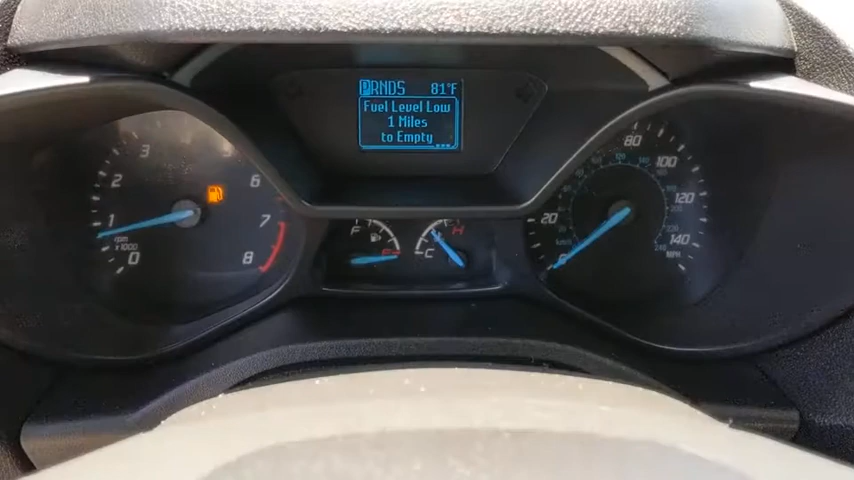 PRNDS 81°F
Fuel Level Low
1 Miles
to Empty
0
1
2
3
6
7
8
rpm
x1000
F
E
C
H
20
80
100
120
140
MPH
km/h